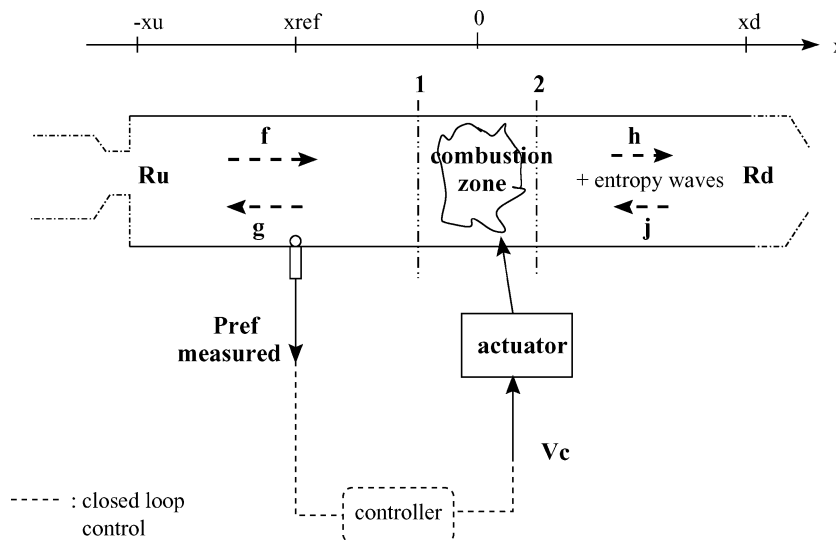 -xu xref 0 xd x
1 2
f h
combustion
Ru zone + entropy waves Rd
g j
Pref
measured
actuator
Vc
controller
: closed loop
control